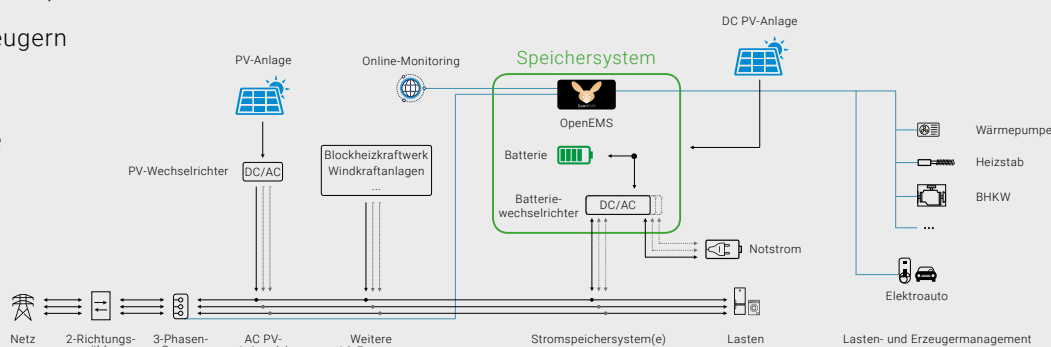 DC PV-Anlage
PV-Anlage
Online-Monitoring
Speichersystem
OpenEMS
OpenEMS
Wärmepumpe
Batterie
Blockheizkraftwerk
Windkraftanlagen
...
PV-Wechselrichter
DC/AC
Heizstab
BHKW
...
Batterie-
wechselrichter
DC/AC
Notstrom
Elektroauto
Netz
2-Richtungs-
3-Phasen-
AC PV-
Weitere
Stromspeichersystem(e)
Lasten
Lasten- und Erzeugermanagement